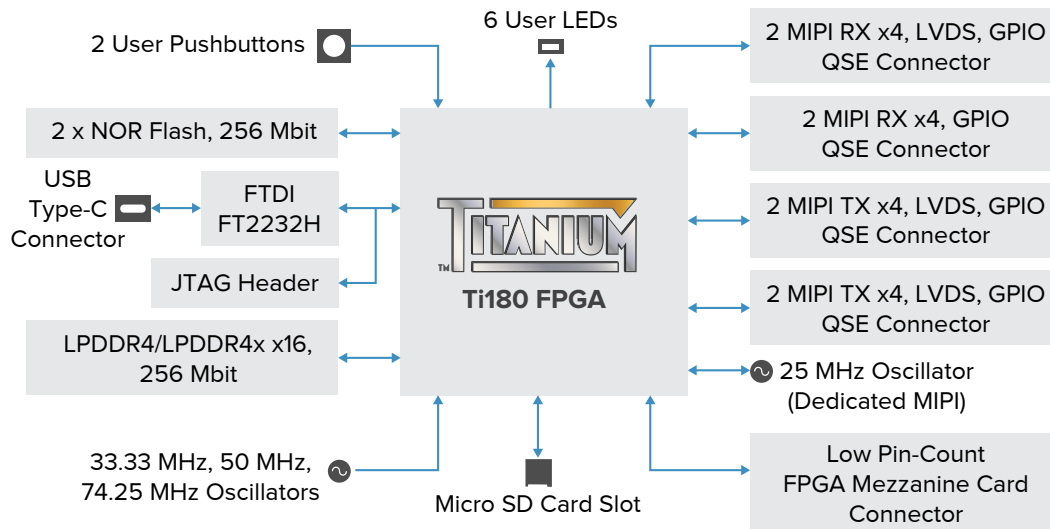 6 User LEDs
2 User Pushbuttons
2 x NOR Flash, 256 Mbit
USB
Type-C
Connector
FTDI
FT2232H
JTAG Header
LPDDR4/LPDDR4x x16,
256 Mbit
33.33 MHz, 50 MHz,
74.25 MHz Oscillators
TITANIUM
TM
Ti180 FPGA
Micro SD Card Slot
2 MIPI RX x4, LVDS, GPIO
QSE Connector
2 MIPI RX x4, GPIO
QSE Connector
2 MIPI TX x4, LVDS, GPIO
QSE Connector
2 MIPI TX x4, LVDS, GPIO
QSE Connector
25 MHz Oscillator
(Dedicated MIPI)
Low Pin-Count
FPGA Mezzanine Card
Connector